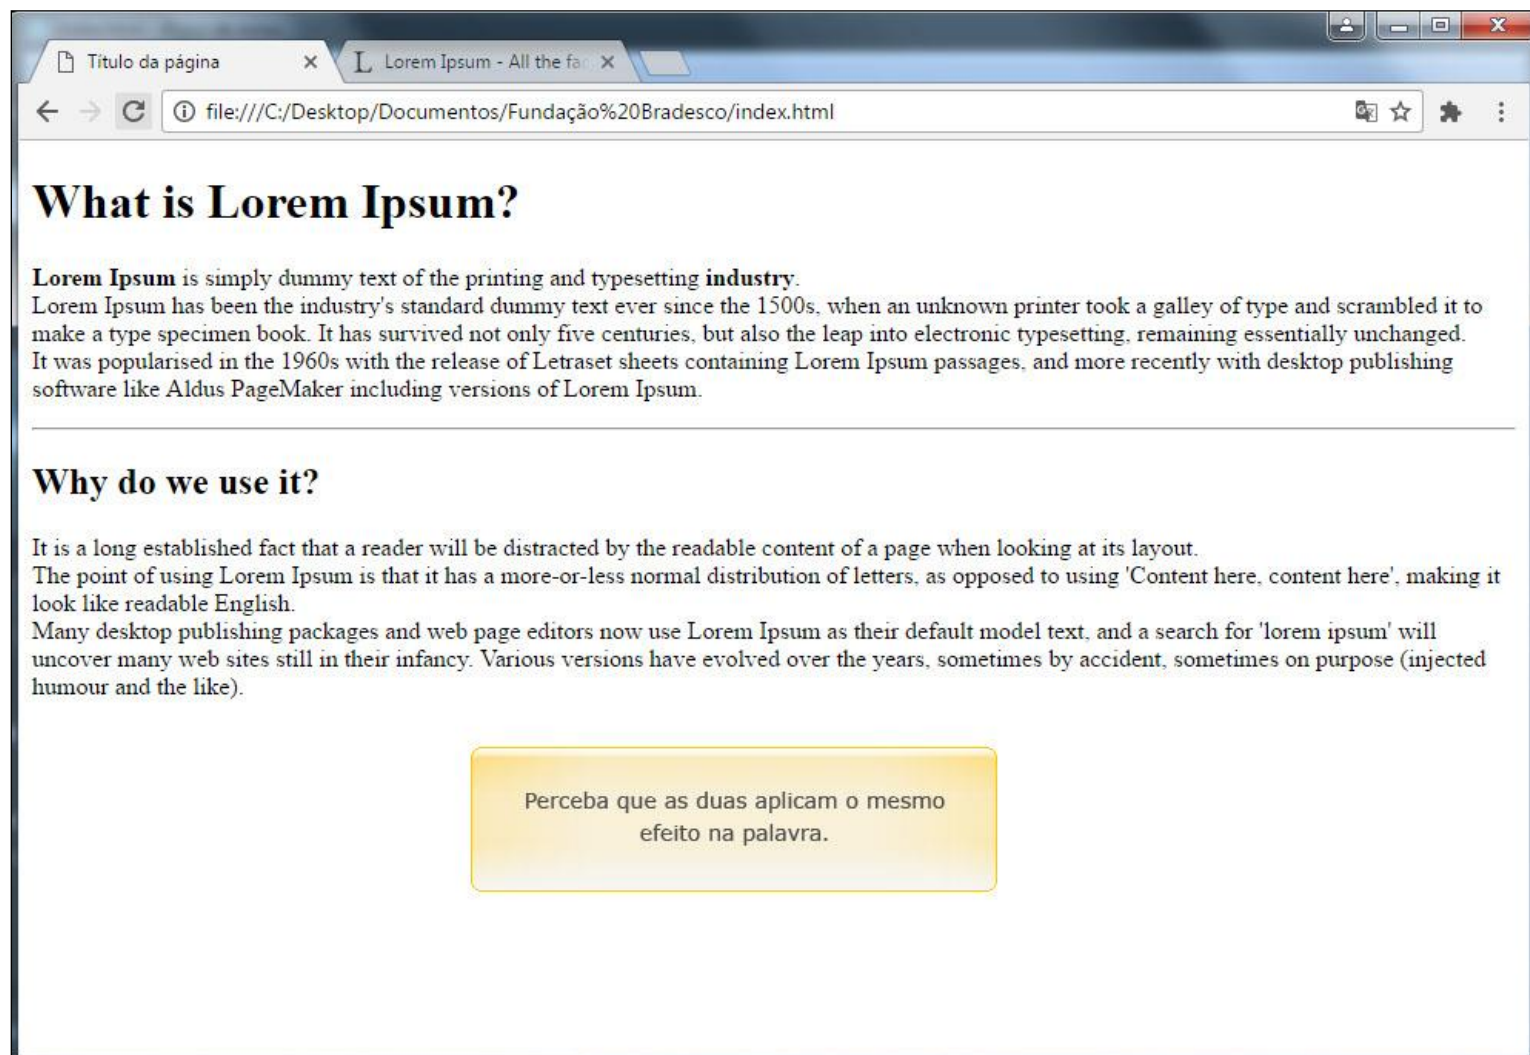 Título da página
Lorem Ipsum - All the fac
file:///C:/Desktop/Documentos/Fundação%20Bradesco/index.html
What is Lorem Ipsum?
Lorem Ipsum is simply dummy text of the printing and typesetting industry.
Lorem Ipsum has been the industry's standard dummy text ever since the 1500s, when an unknown printer took a galley of type and scrambled it to
make a type specimen book. It has survived not only five centuries, but also the leap into electronic typesetting, remaining essentially unchanged.
It was popularised in the 1960s with the release of Letraset sheets containing Lorem Ipsum passages, and more recently with desktop publishing
software like Aldus PageMaker including versions of Lorem Ipsum.
Why do we use it?
It is a long established fact that a reader will be distracted by the readable content of a page when looking at its layout.
The point of using Lorem Ipsum is that it has a more-or-less normal distribution of letters, as opposed to using 'Content here, content here', making it
look like readable English.
Many desktop publishing packages and web page editors now use Lorem Ipsum as their default model text, and a search for 'lorem ipsum' will
uncover many web sites still in their infancy. Various versions have evolved over the years, sometimes by accident, sometimes on purpose (injected
humour and the like).
Perceba que as duas aplicam o mesmo
efeito na palavra.